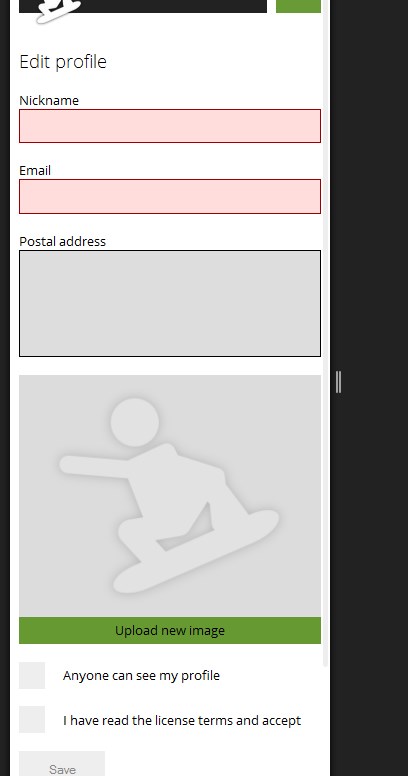 Edit profile
Nickname
Email
Postal address
Upload new image
Anyone can see my profile
I have read the license terms and accept
Save